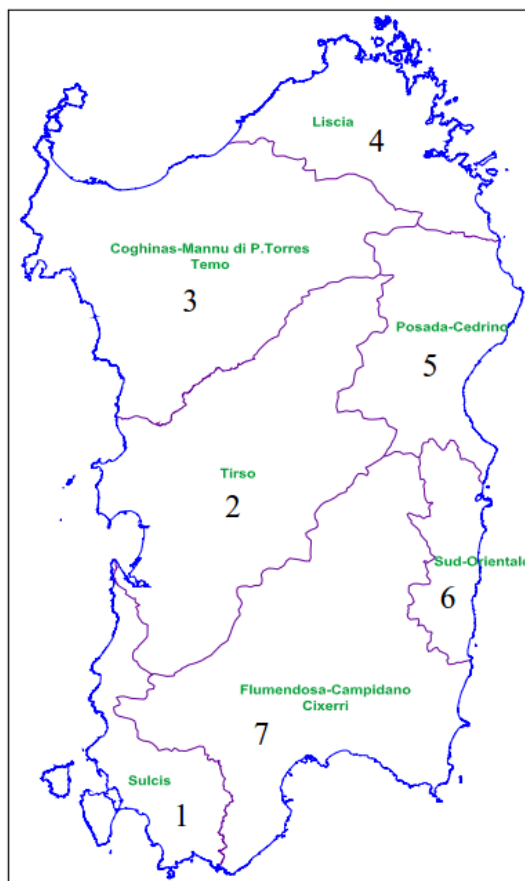 Liscia
4
Coghinas-Mannu di P.Torres
Temo
3
Posada-Cedrino
5
Tirso
2
Sud-Orientale
6
Flumendosa-Campidano
Cixerri
7
Sulcis
1